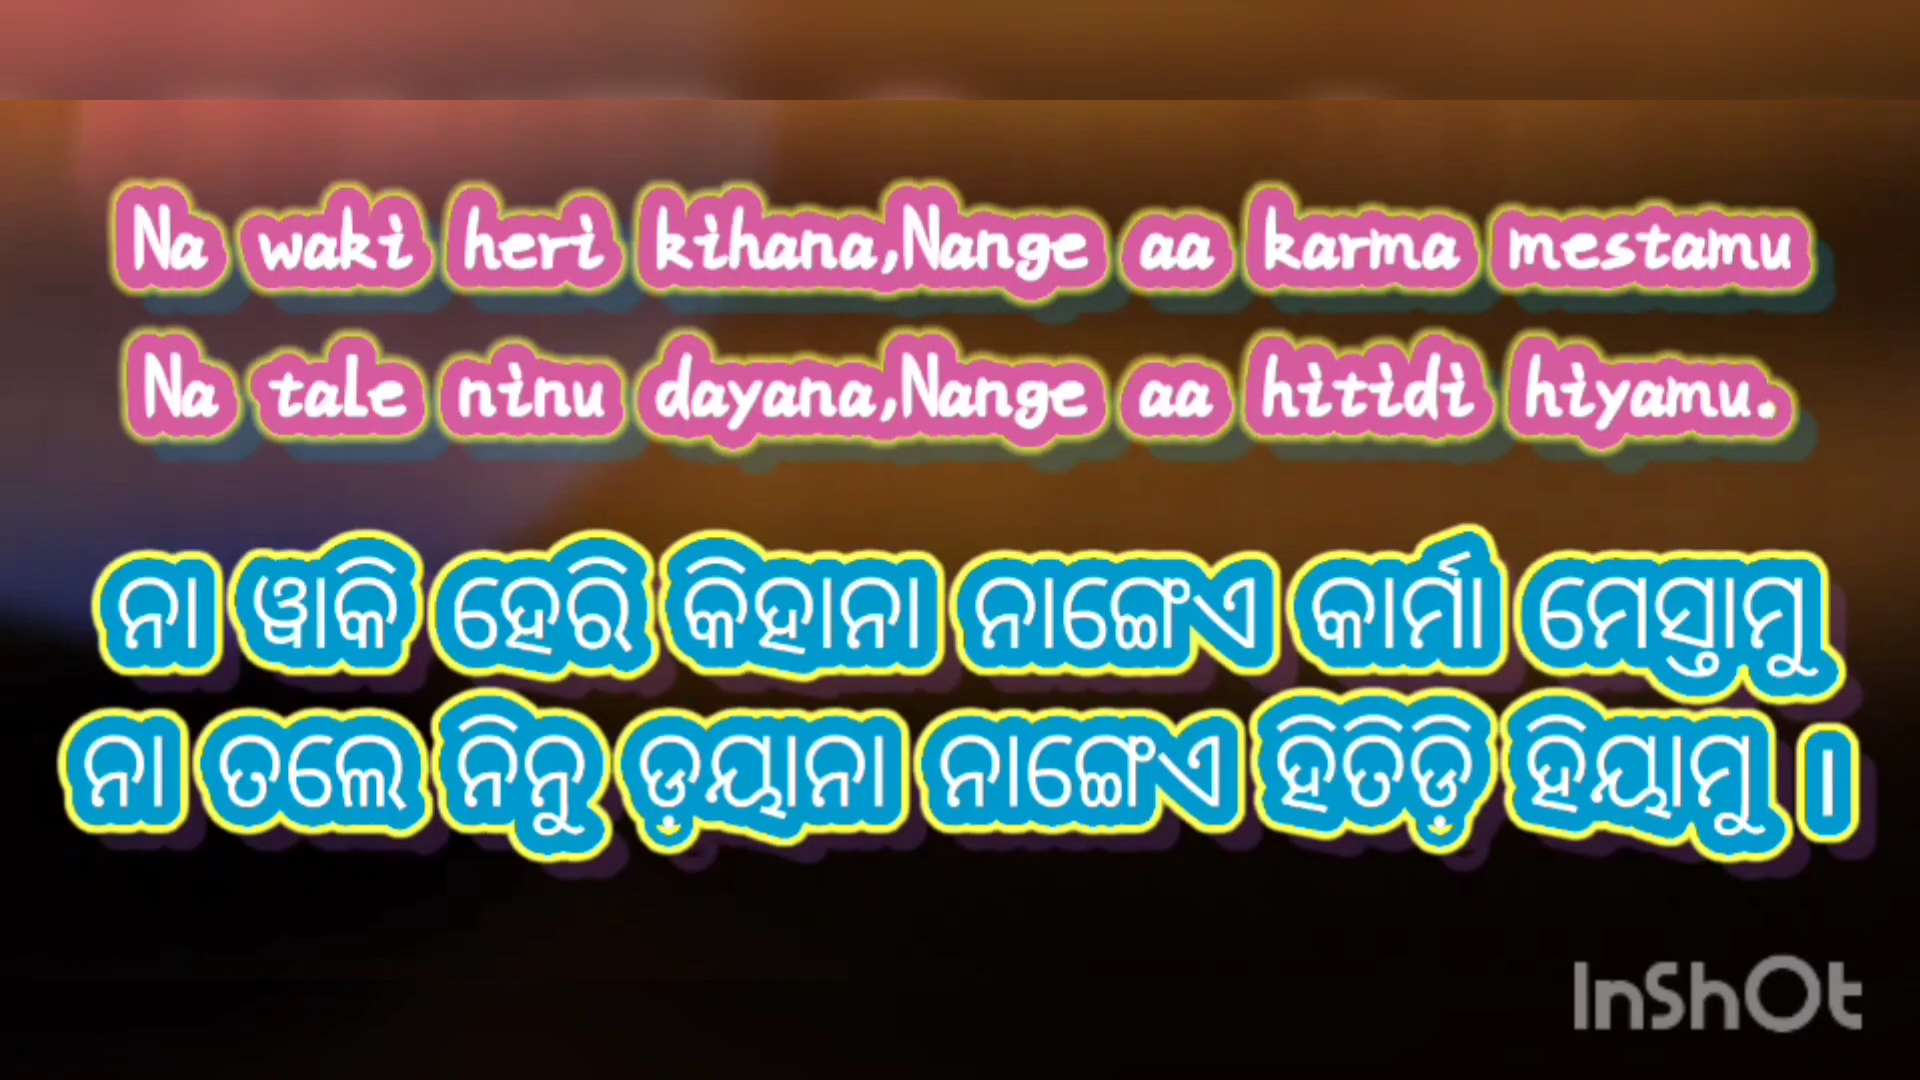 Na waki heri kihana,Nange aa karma mestamu
Na tale ninu dayana,Nange aa hitidi hiyamu.
ନା ୱାକି ହେରି କିହାନା ନାଙ୍ଗେଏ କାର୍ମା ମେସ୍ତାମୁ
ନା ତଲେ ନିନୁ ଡ଼ୟାନା ନାଙ୍ଗେଏ ହିତିଡ଼ି ହିୟାମୁ ।
InShOt